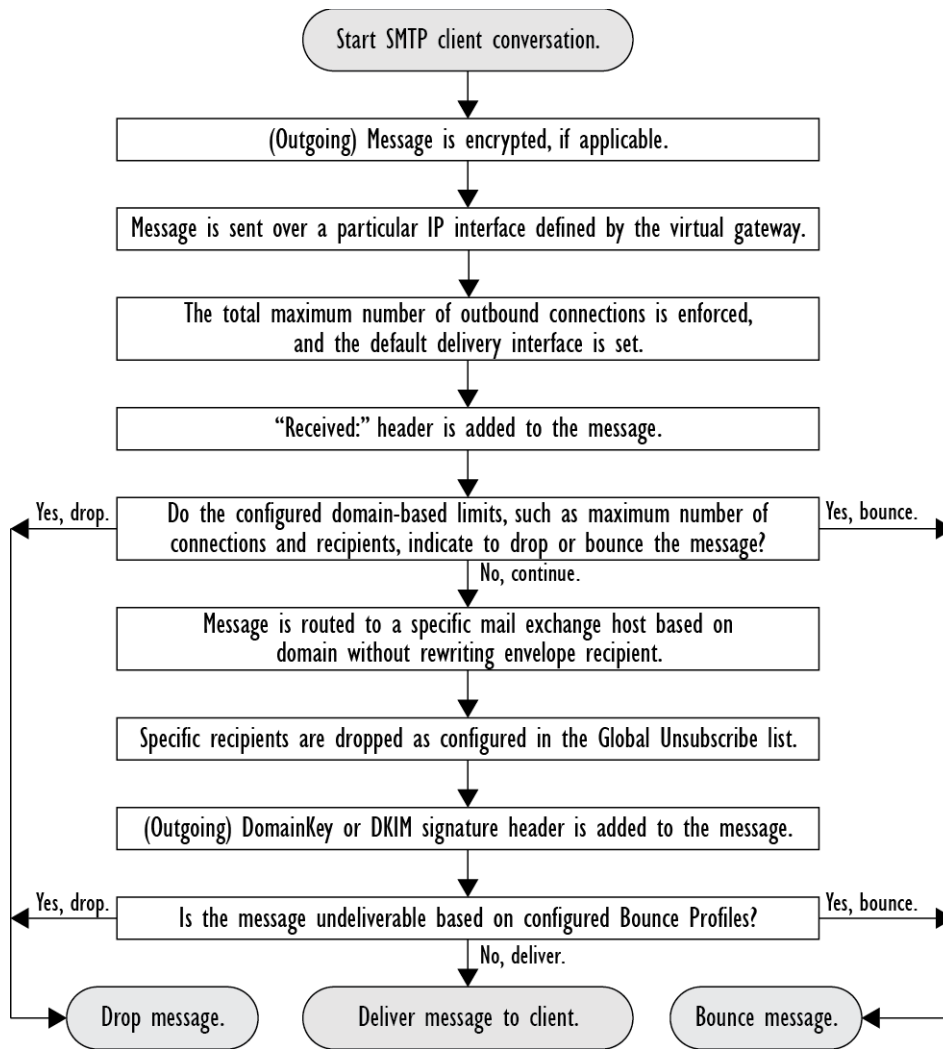 Start SMTP client conversation.
(Outgoing) Message is encrypted, if applicable.
Message is sent over a particular IP interface defined by the virtual gateway.
The total maximum number of outbound connections is enforced,
and the default delivery interface is set.
“Received:” header is added to the message.
Yes, drop.
Do the configured domain-based limits, such as maximum number of
connections and recipients, indicate to drop or bounce the message?
Yes, bounce.
No, continue.
Message is routed to a specific mail exchange host based on
domain without rewriting envelope recipient.
Specific recipients are dropped as configured in the Global Unsubscribe list.
(Outgoing) DomainKey or DKIM signature header is added to the message.
Yes, drop.
Is the message undeliverable based on configured Bounce Profiles?
Yes, bounce.
No, deliver.
Drop message.
Deliver message to client.
Bounce message.